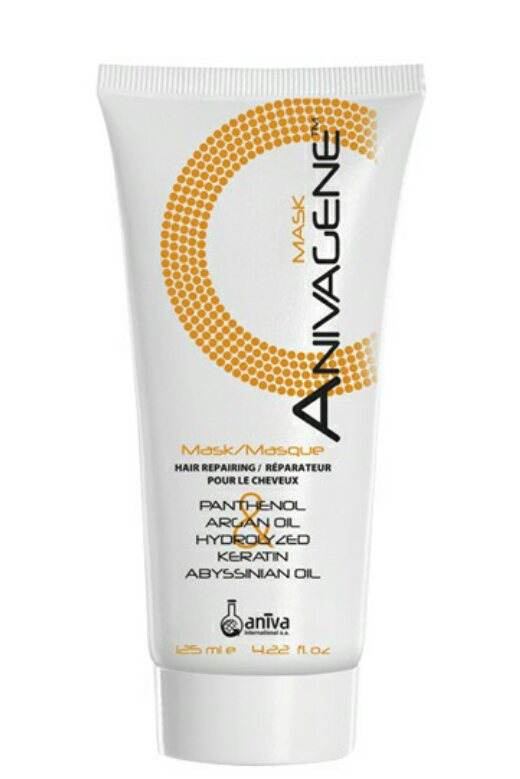 MASK
ANIVAGENE™
Mask/Masque
HAIR REPAIRING / RÉPARATEUR
POUR LE CHEVEUX
&
PANTHENOL
ARGAN OIL
HYDROLYZED
KERATIN
ABYSSINIAN OIL
aniva
international s.a.
125 ml e 4.22 fl. oz